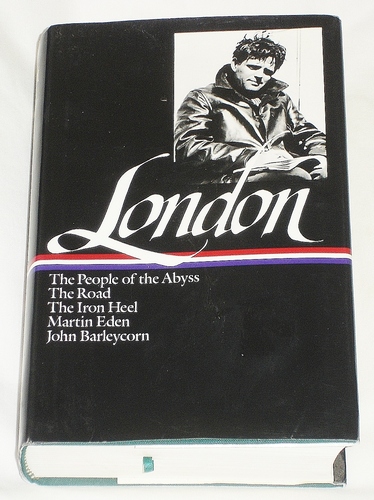 London
The People of the Abyss
The Road
The Iron Heel
Martin Eden
John Barleycorn